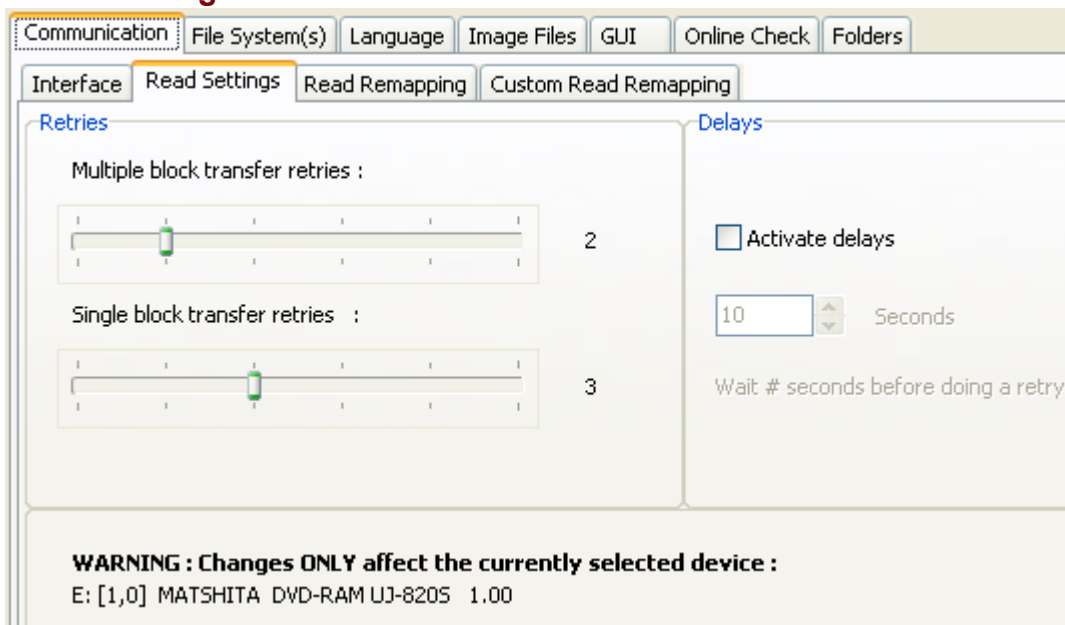 Communication File System(s) Language Image Files GUI Online Check Folders
Interface Read Settings Read Remapping Custom Read Remapping
Retries
Multiple block transfer retries :
2
Single block transfer retries :
3
Delays
Activate delays
10 Seconds
Wait # seconds before doing a retry
WARNING : Changes ONLY affect the currently selected device :
E: [1,0] MATSHITA DVD-RAM UJ-820S 1.00